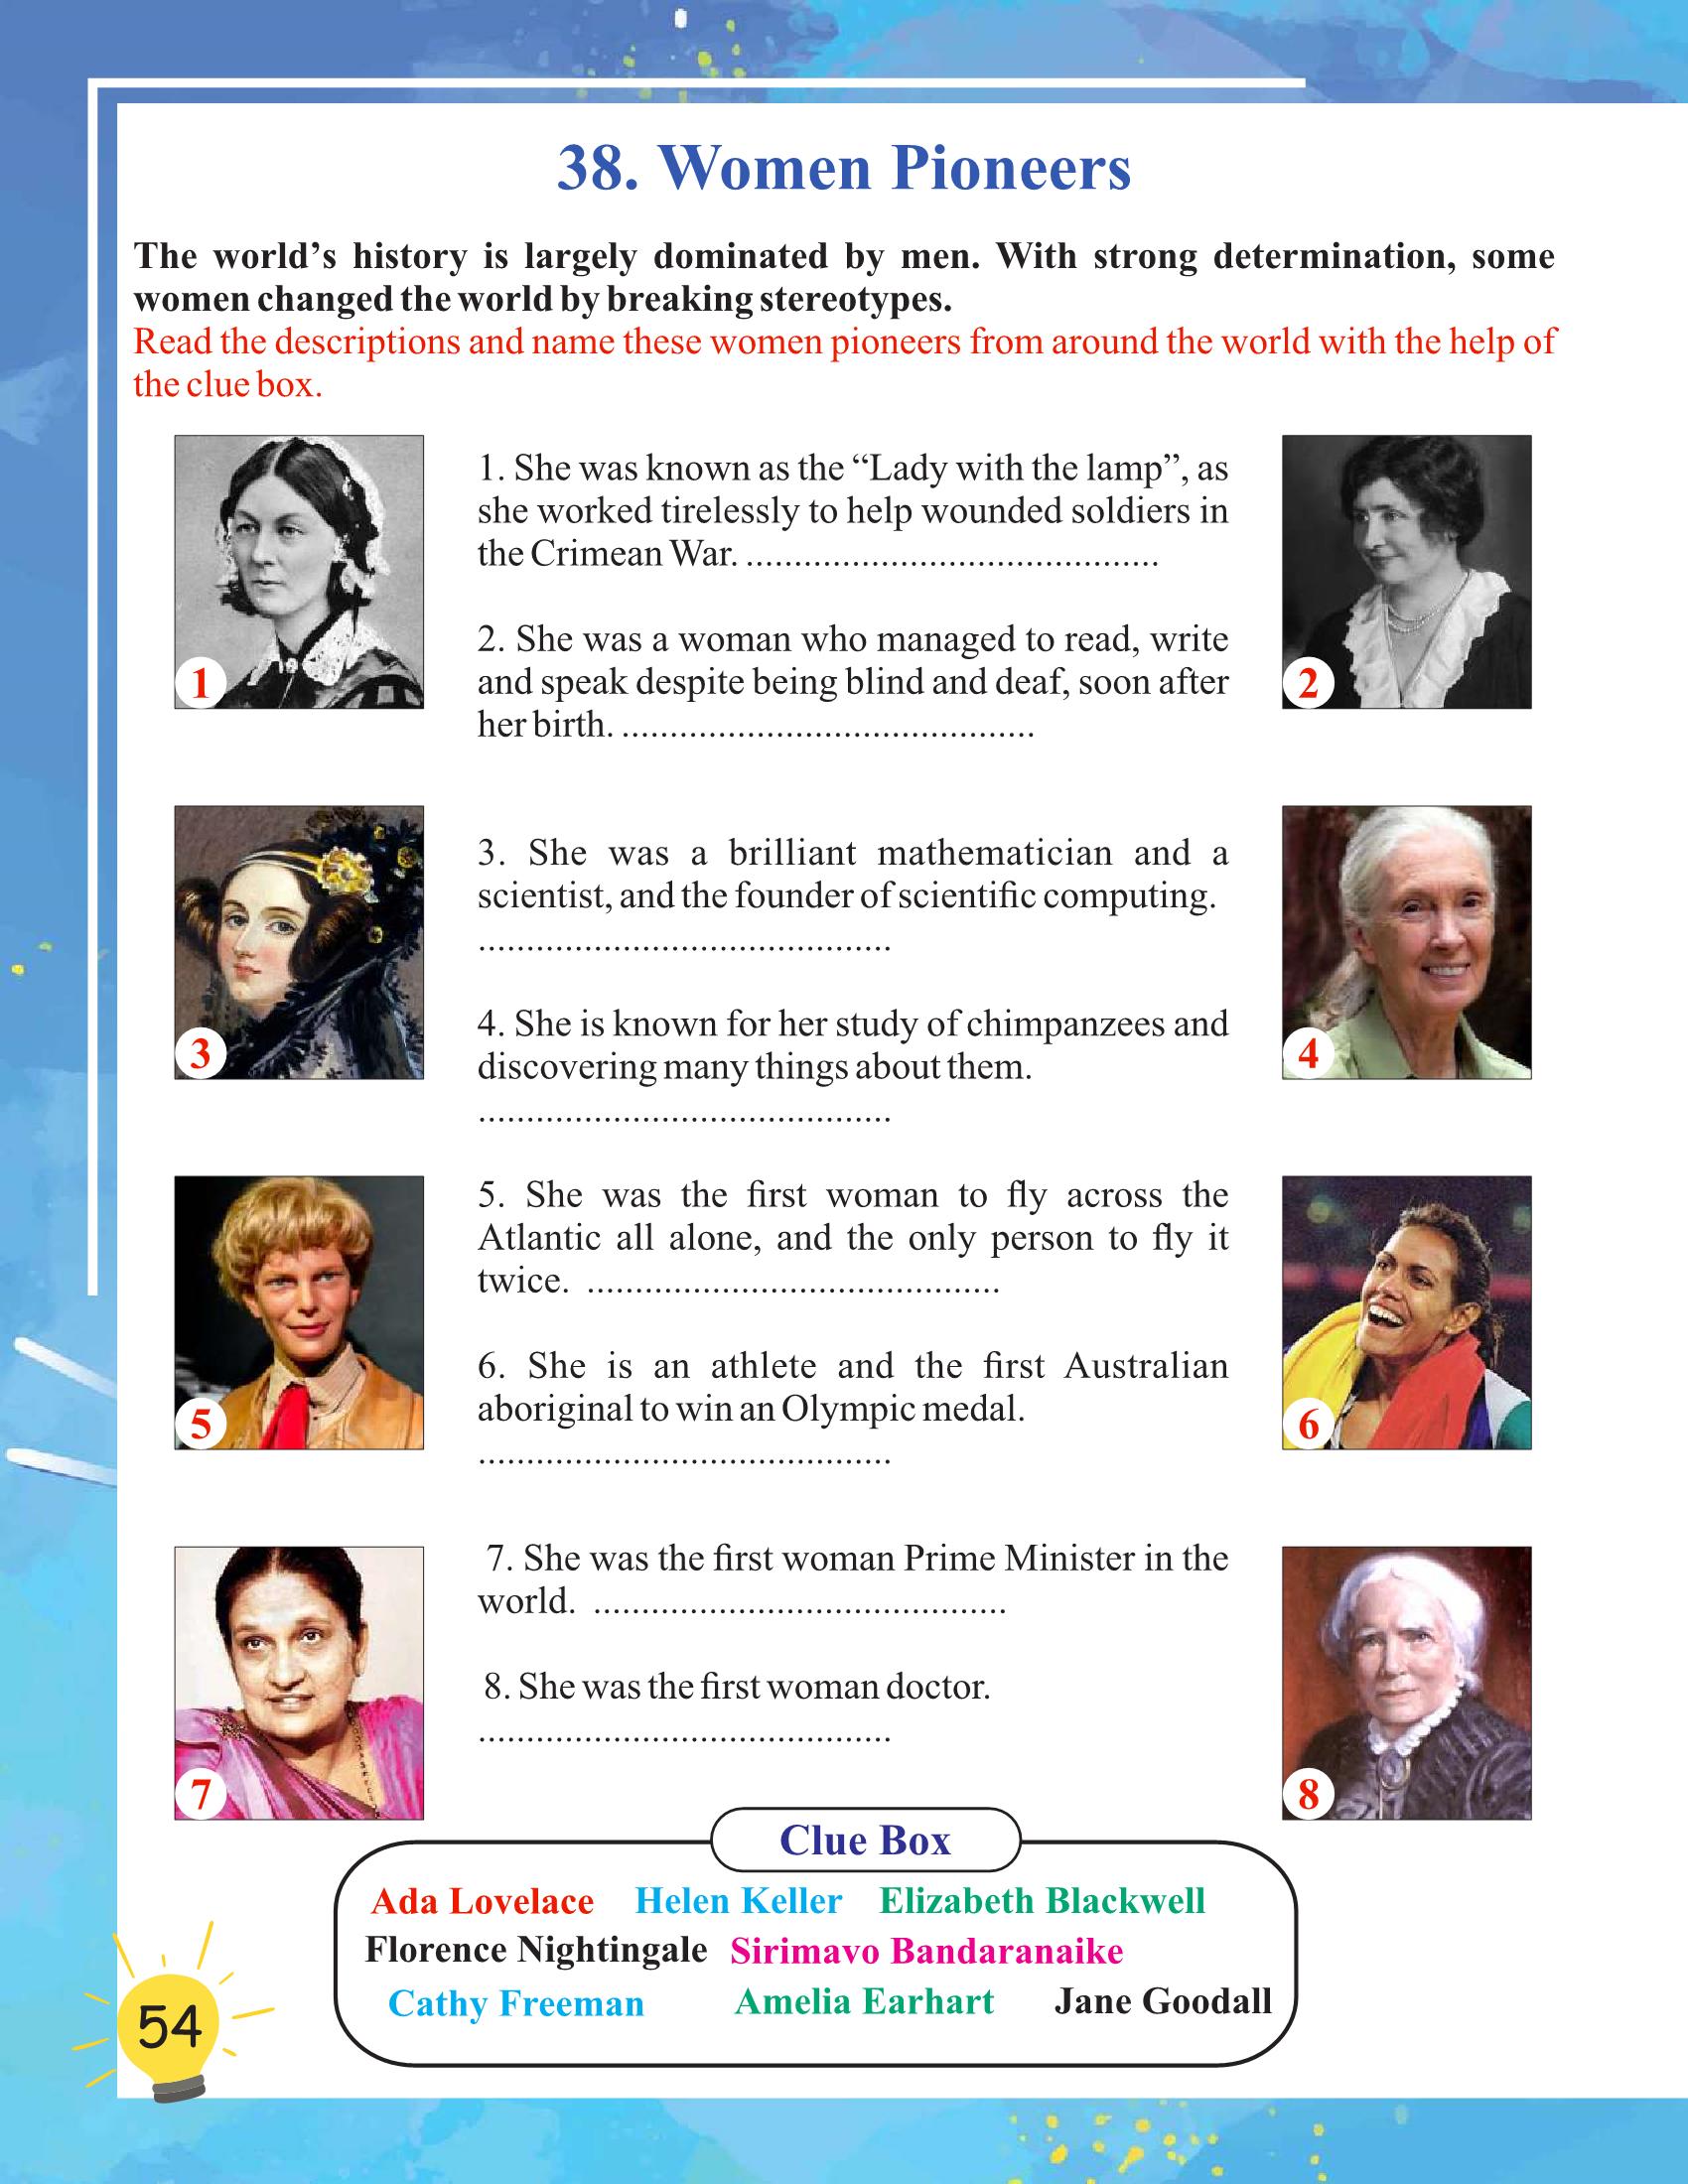 38. Women Pioneers
The world’s history is largely dominated by men. With strong determination, some
women changed the world by breaking stereotypes.
Read the descriptions and name these women pioneers from around the world with the help of
the clue box.
1. She was known as the “Lady with the lamp”, as
she worked tirelessly to help wounded soldiers in
the Crimean War. ...........................................
1
2
2. She was a woman who managed to read, write
and speak despite being blind and deaf, soon after
her birth. ...........................................
3. She was a brilliant mathematician and a
scientist, and the founder of scientific computing.
...........................................
3
4
4. She is known for her study of chimpanzees and
discovering many things about them.
...........................................
5. She was the first woman to fly across the
Atlantic all alone, and the only person to fly it
twice. ...........................................
5
6
6. She is an athlete and the first Australian
aboriginal to win an Olympic medal.
...........................................
7. She was the first woman Prime Minister in the
world. ...........................................
8. She was the first woman doctor.
...........................................
7
8
Clue Box
Ada Lovelace Helen Keller Elizabeth Blackwell
Florence Nightingale Sirimavo Bandaranaike
Cathy Freeman Amelia Earhart Jane Goodall
54